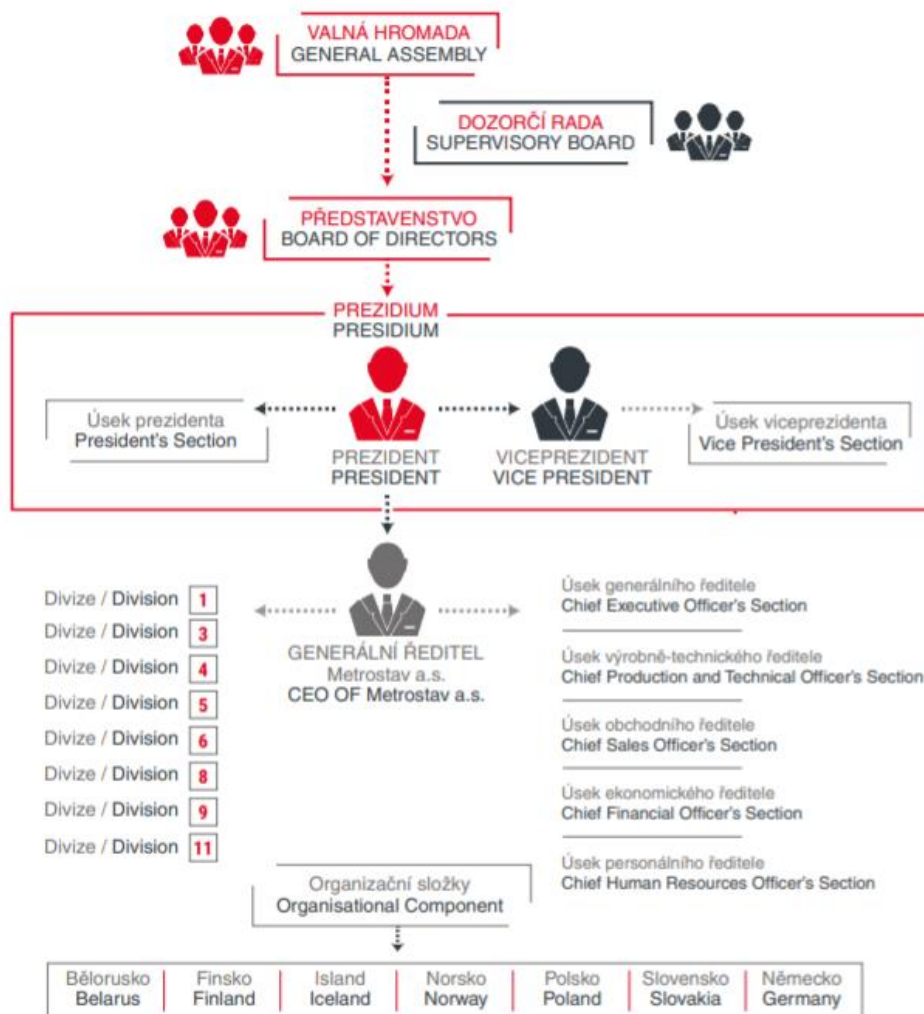 VALNÁ HROMADA
GENERAL ASSEMBLY
DOZORČÍ RADA
SUPERVISORY BOARD
PŘEDSTAVENSTVO
BOARD OF DIRECTORS
PREZIDIUM
PRESIDIUM
Úsek prezidenta
President's Section
PREZIDENT
PRESIDENT
VICEPREZIDENT
VICE PRESIDENT
Úsek viceprezidenta
Vice President's Section
Divize / Division 1
Divize / Division 3
Divize / Division 4
Divize / Division 5
Divize / Division 6
Divize / Division 8
Divize / Division 9
Divize / Division 11
GENERÁLNÍ ŘEDITEL
Metrostav a.s.
CEO OF Metrostav a.s.
Úsek generálního ředitele
Chief Executive Officer's Section
Úsek výrobně-technického ředitele
Chief Production and Technical Officer's Section
Úsek obchodního ředitele
Chief Sales Officer's Section
Úsek ekonomického ředitele
Chief Financial Officer's Section
Úsek personálního ředitele
Chief Human Resources Officer's Section
Organizační složky
Organisational Component
Bělorusko
Belarus
Finsko
Finland
Island
Iceland
Norsko
Norway
Polsko
Poland
Slovensko
Slovakia
Německo
Germany